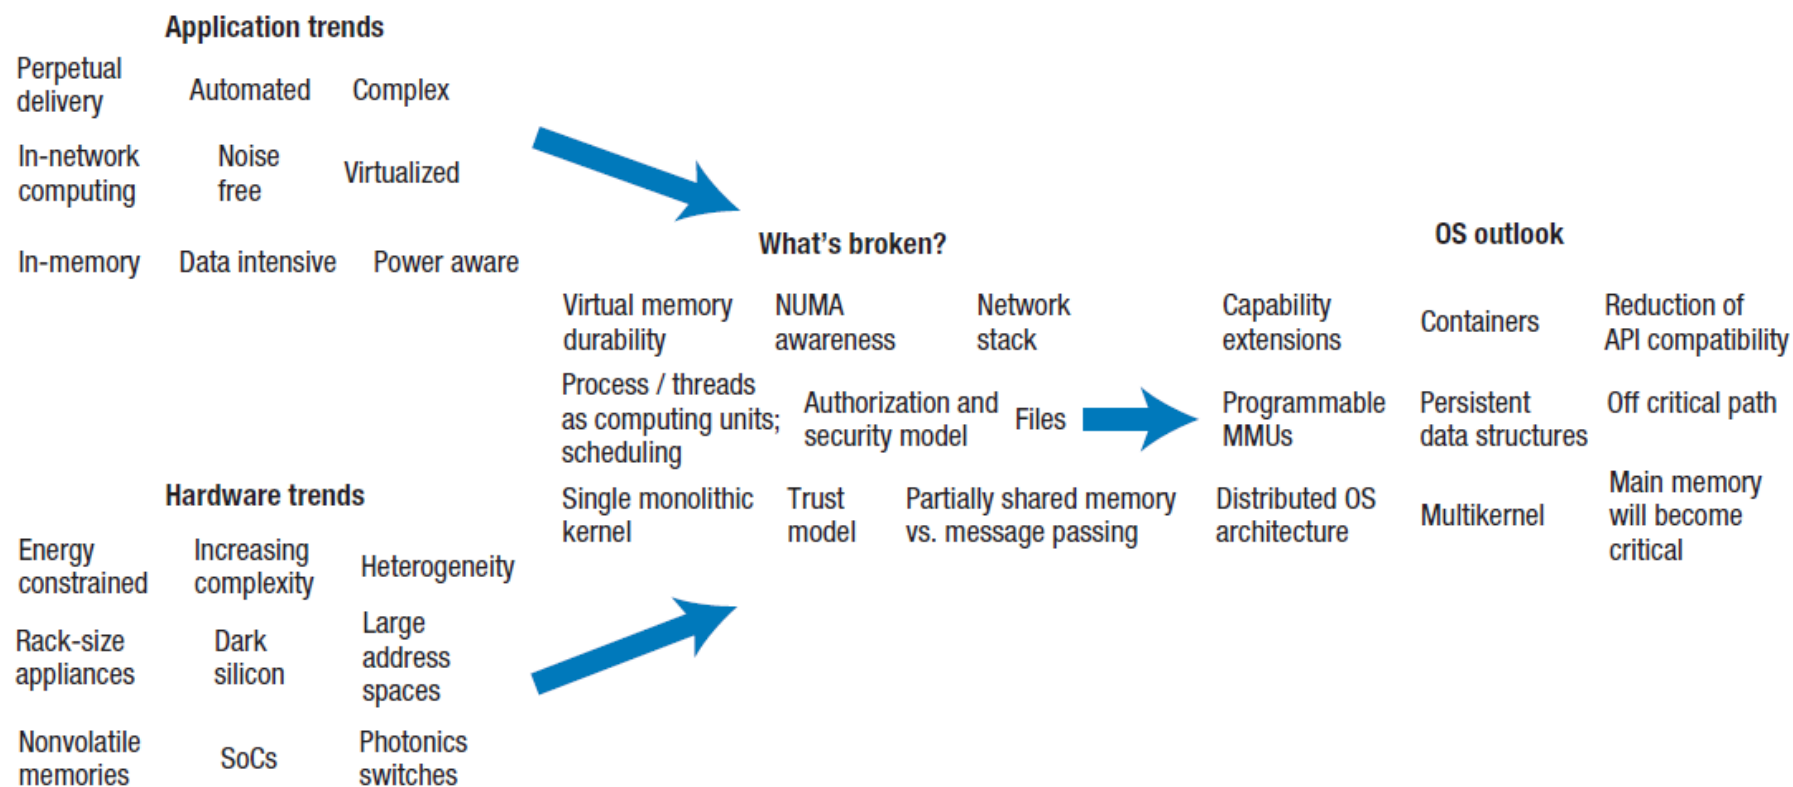 Application trends
Perpetual
delivery
Automated
Complex
In-network
computing
Noise
free
Virtualized
In-memory
Data intensive
Power aware
Hardware trends
Energy
constrained
Increasing
complexity
Heterogeneity
Rack-size
appliances
Dark
silicon
Large
address
spaces
Nonvolatile
memories
SoCs
Photonics
switches
What's broken?
Virtual memory
durability
NUMA
awareness
Network
stack
Process / threads
as computing units;
scheduling
Authorization and
security model
Files
Single monolithic
kernel
Trust
model
Partially shared memory
vs. message passing
OS outlook
Capability
extensions
Containers
Reduction of
API compatibility
Programmable
MMUs
Persistent
data structures
Off critical path
Distributed OS
architecture
Multikernel
Main memory
will become
critical